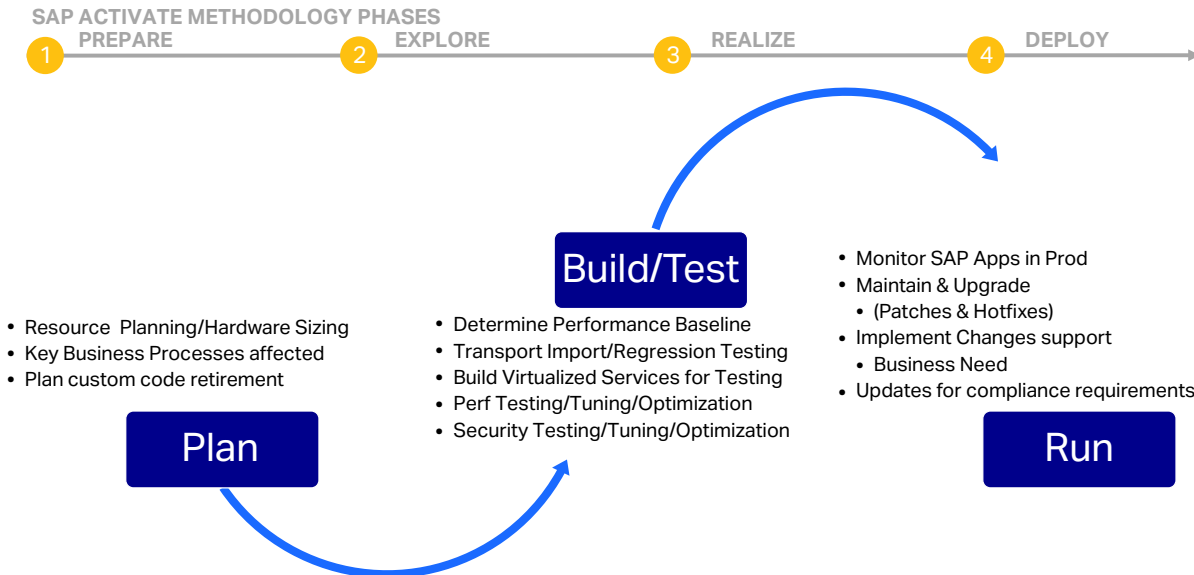 SAP ACTIVATE METHODOLOGY PHASES
1 PREPARE
2 EXPLORE
3 REALIZE
4 DEPLOY
• Resource Planning/Hardware Sizing
• Key Business Processes affected
• Plan custom code retirement
Plan
Build/Test
• Determine Performance Baseline
• Transport Import/Regression Testing
• Build Virtualized Services for Testing
• Perf Testing/Tuning/Optimization
• Security Testing/Tuning/Optimization
• Monitor SAP Apps in Prod
• Maintain & Upgrade
• (Patches & Hotfixes)
• Implement Changes support
• Business Need
• Updates for compliance requirements
Run